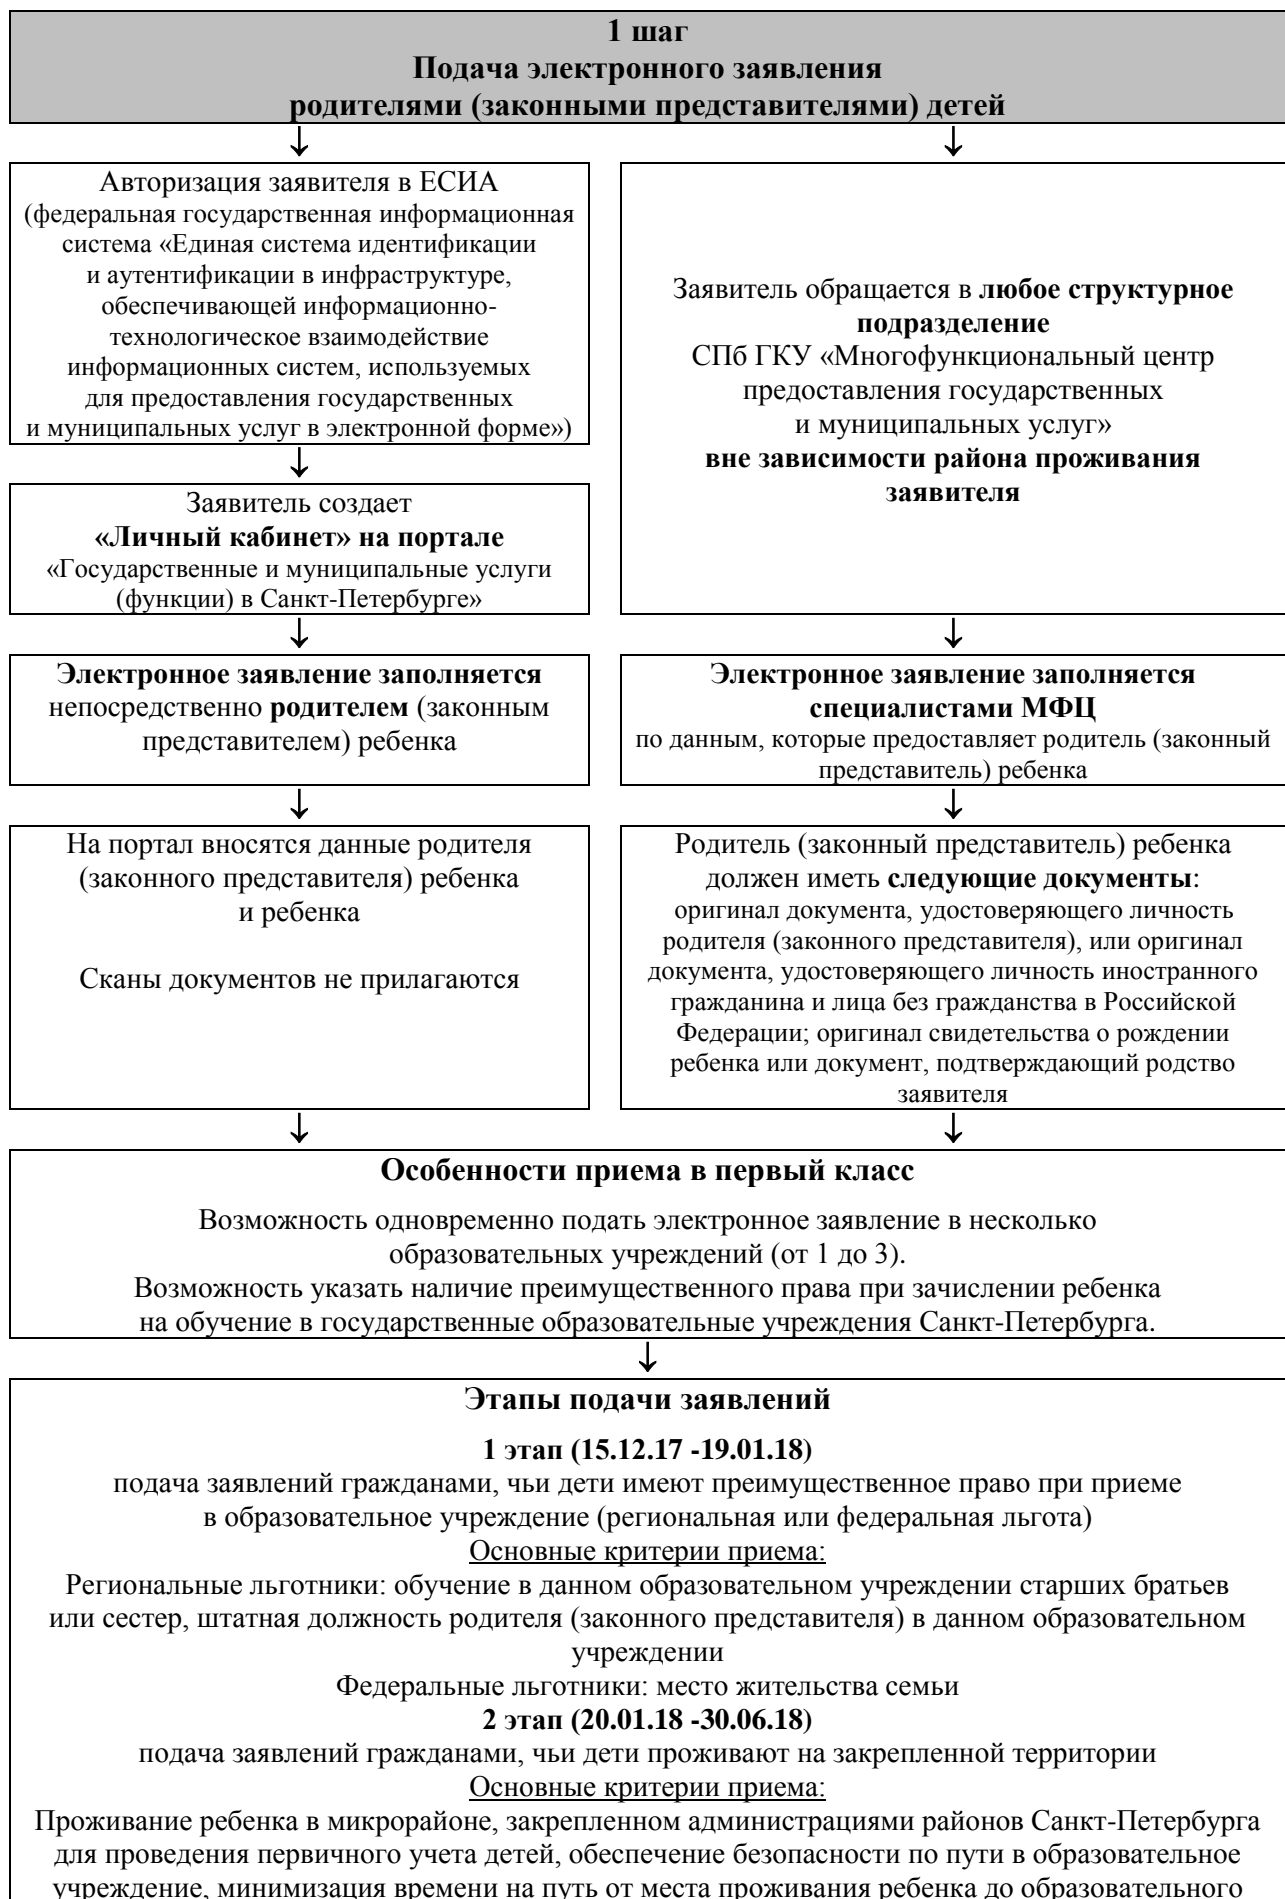 1 шаг
Подача электронного заявления
родителями (законными представителями) детей
Авторизация заявителя в ЕСИА
(федеральная государственная информационная
система «Единая система идентификации
и аутентификации в инфраструктуре,
обеспечивающей информационно-
технологическое взаимодействие
информационных систем, используемых
для предоставления государственных
и муниципальных услуг в электронной форме»)
Заявитель создает
«Личный кабинет» на портале
«Государственные и муниципальные услуги
(функции) в Санкт-Петербурге»
Электронное заявление заполняется
непосредственно родителем (законным
представителем) ребенка
На портал вносятся данные родителя
(законного представителя) ребенка
и ребенка
Сканы документов не прилагаются
Заявитель обращается в любое структурное
подразделение
СПб ГКУ «Многофункциональный центр
предоставления государственных
и муниципальных услуг»
вне зависимости района проживания
заявителя
Электронное заявление заполняется
специалистами МФЦ
по данным, которые предоставляет родитель (законный
представитель) ребенка
Родитель (законный представитель) ребенка
должен иметь следующие документы:
оригинал документа, удостоверяющего личность
родителя (законного представителя), или оригинал
документа, удостоверяющего личность иностранного
гражданина и лица без гражданства в Российской
Федерации; оригинал свидетельства о рождении
ребенка или документ, подтверждающий родство
заявителя
Особенности приема в первый класс
Возможность одновременно подать электронное заявление в несколько
образовательных учреждений (от 1 до 3).
Возможность указать наличие преимущественного права при зачислении ребенка
на обучение в государственные образовательные учреждения Санкт-Петербурга.
Этапы подачи заявлений
1 этап (15.12.17 -19.01.18)
подача заявлений гражданами, чьи дети имеют преимущественное право при приеме
в образовательное учреждение (региональная или федеральная льгота)
Основные критерии приема:
Региональные льготники: обучение в данном образовательном учреждении старших братьев
или сестер, штатная должность родителя (законного представителя) в данном образовательном
учреждении
Федеральные льготники: место жительства семьи
2 этап (20.01.18 -30.06.18)
подача заявлений гражданами, чьи дети проживают на закрепленной территории
Основные критерии приема:
Проживание ребенка в микрорайоне, закрепленном администрациями районов Санкт-Петербурга
для проведения первичного учета детей, обеспечение безопасности по пути в образовательное
учреждение, минимизация времени на путь от места проживания ребенка до образовательного